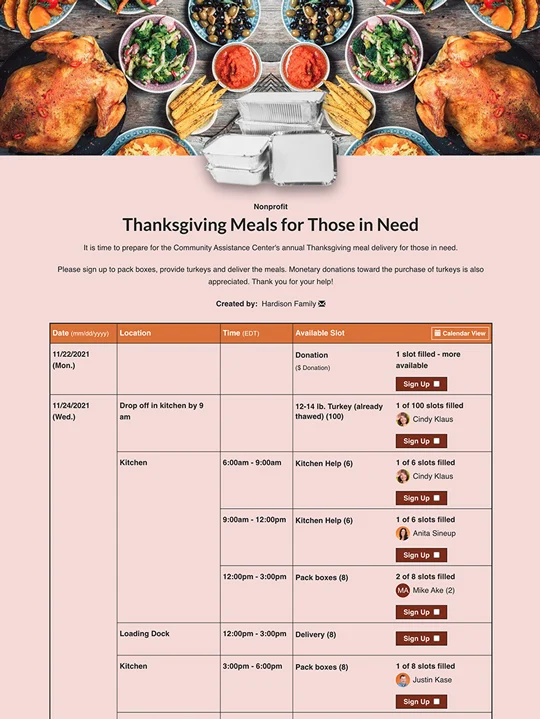 Nonprofit
Thanksgiving Meals for Those in Need
It is time to prepare for the Community Assistance Center's annual Thanksgiving meal delivery for those in need.
Please sign up to pack boxes, provide turkeys and deliver the meals. Monetary donations toward the purchase of turkeys is also
appreciated. Thank you for your help!
Created by: Hardison Family
Date (mm/dd/yyyy) Location Time (EDT) Available Slot Calendar View
11/22/2021
(Mon.)
Donation
($ Donation)
1 slot filled - more
available
Sign Up
11/24/2021
(Wed.)
Drop off in kitchen by 9
am
12-14 lb. Turkey (already
thawed) (100)
1 of 100 slots filled
Cindy Klaus
Sign Up
Kitchen 6:00am - 9:00am Kitchen Help (6) 1 of 6 slots filled
Cindy Klaus
Sign Up
9:00am - 12:00pm Kitchen Help (6) 1 of 6 slots filled
Anita Sineup
Sign Up
12:00pm - 3:00pm Pack boxes (8) 2 of 8 slots filled
MA Mike Ake (2)
Sign Up
Loading Dock 12:00pm - 3:00pm Delivery (8) Sign Up
Kitchen 3:00pm - 6:00pm Pack boxes (8) 1 of 8 slots filled
Justin Kase
Sign Up